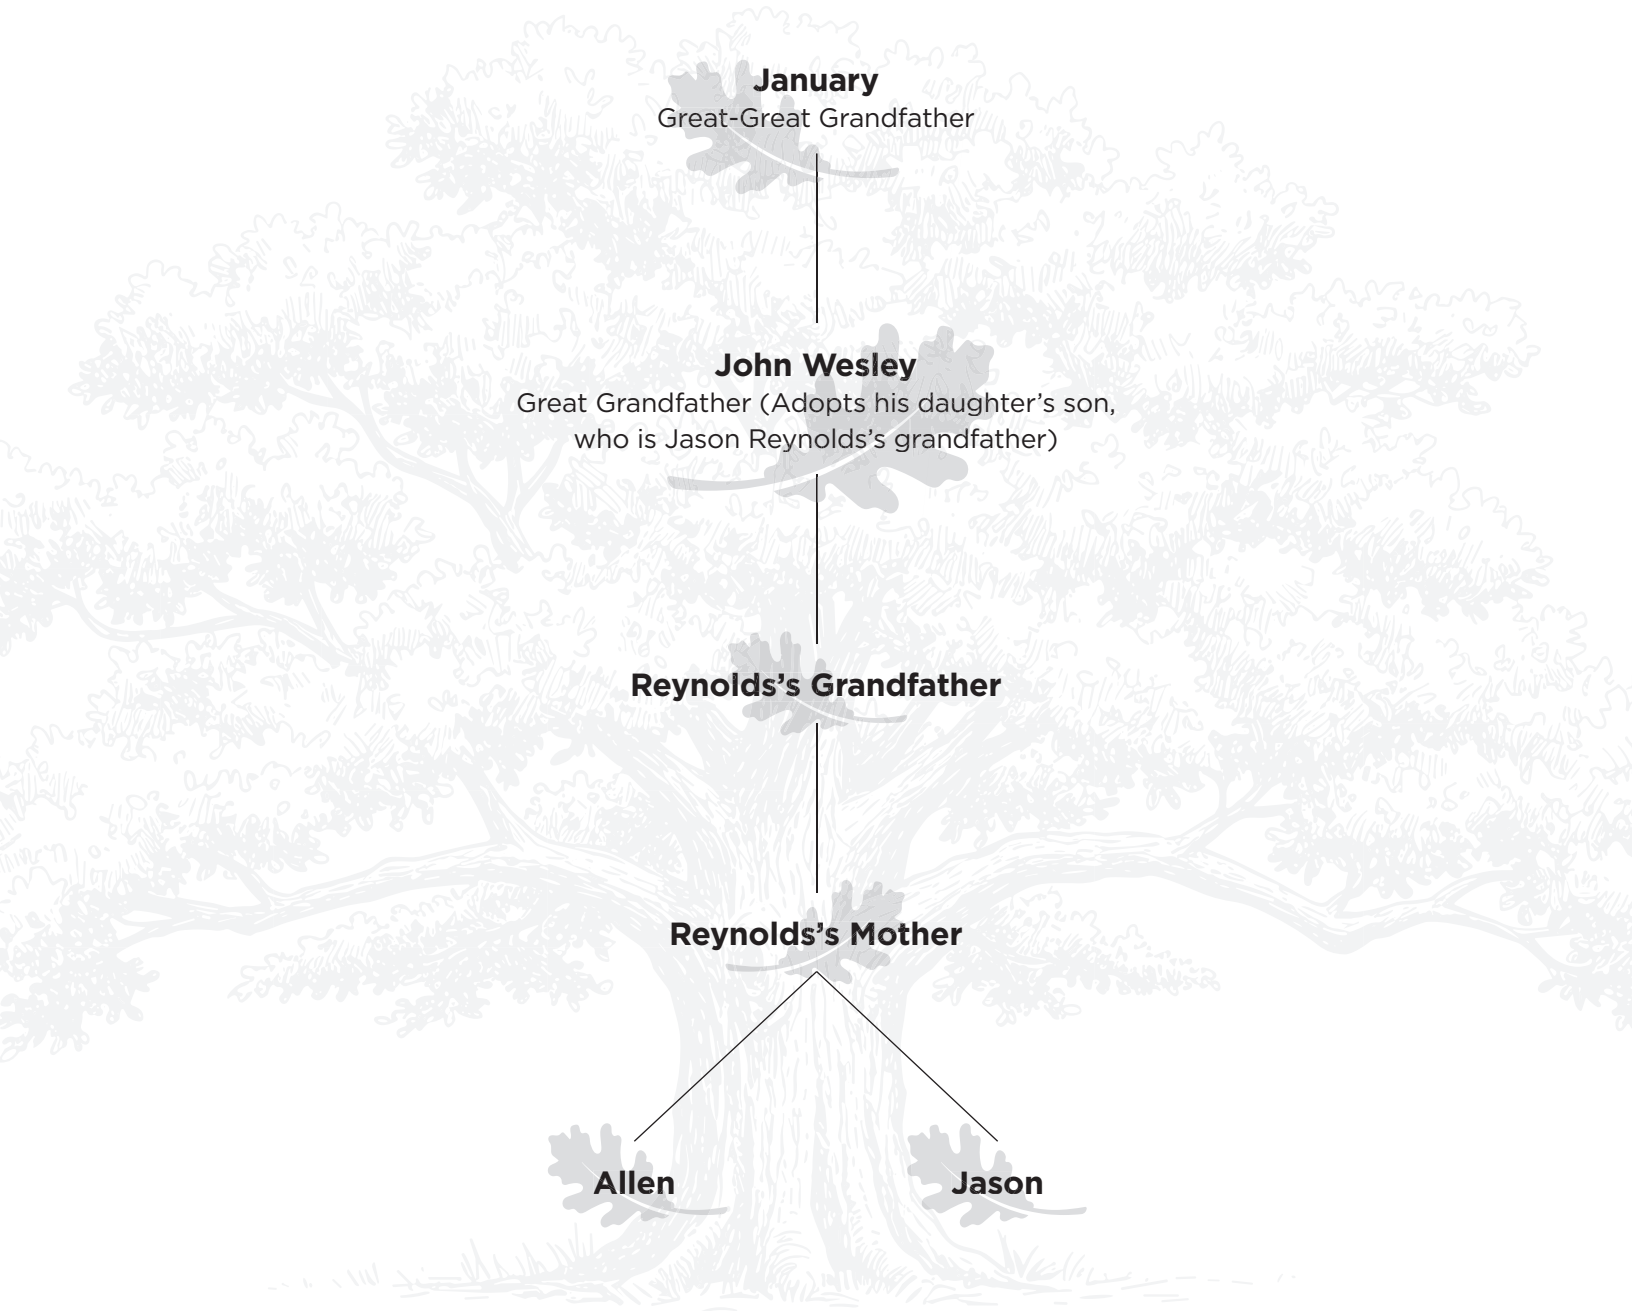 January
Great-Great Grandfather
John Wesley
Great Grandfather (Adopts his daughter’s son,
who is Jason Reynolds’s grandfather)
Reynolds’s Grandfather
Reynolds’s Mother
Allen
Jason